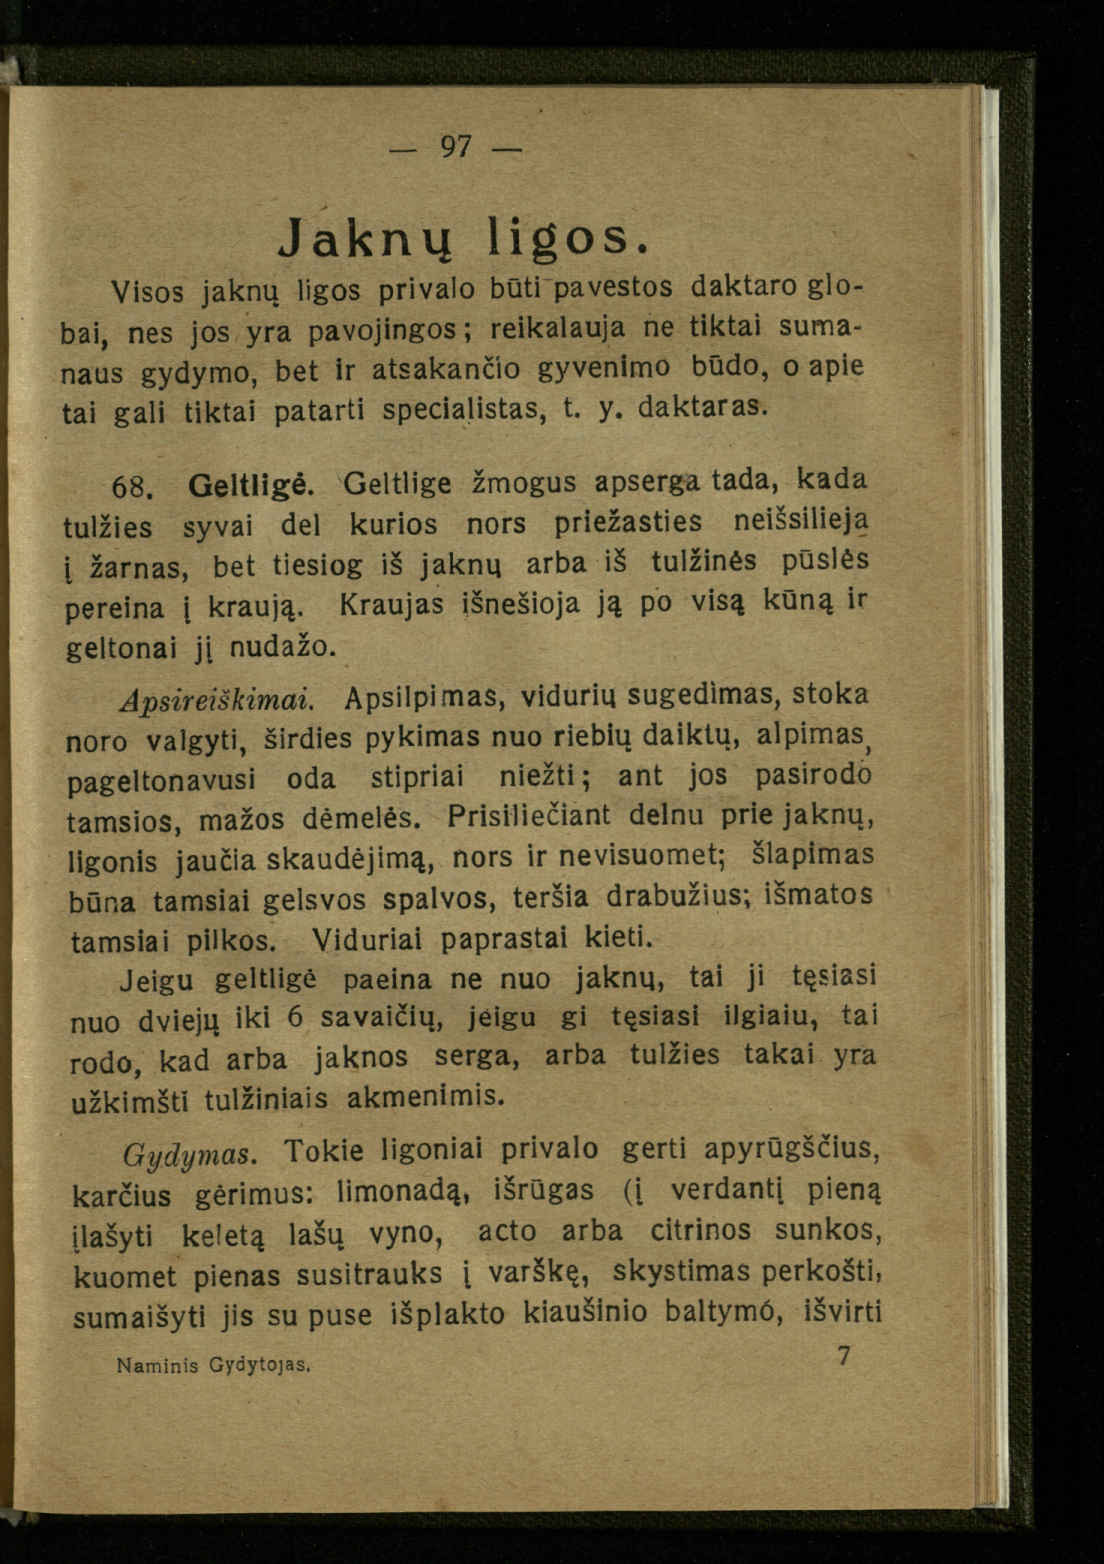 — 97 —
Jaknų ligos.
Visos jaknų ligos privalo būti pavestos daktaro glo-
bai, nes jos yra pavojingos; reikalauja ne tiktai suma-
naus gydymo, bet ir atsakančio gyvenimo būdo, o apie
tai gali tiktai patarti specialistas, t. y. daktaras.
68. Geltligė. Geltlige žmogus apserga tada, kada
tulžies syvai del kurios nors priežasties neišsilieja
į žarnas, bet tiesiog iš jaknų arba iš tulžinės pūslės
pereina į kraują. Kraujas išnešioja ją po visą kūną ir
geltonai jį nudažo.
Apsireiškimai. Apsilpimas, vidurių sugedimas, stoka
noro valgyti, širdies pykimas nuo riebių daiktų, alpimas,
pageltonavusi oda stipriai niežti; ant jos pasirodo
tamsios, mažos dėmelės. Prisiliečiant delnu prie jaknų,
ligonis jaučia skaudėjimą, nors ir nevisuomet; šlapimas
būna tamsiai gelsvos spalvos, teršia drabužius; išmatos
tamsiai pilkos. Viduriai paprastai kieti.
Jeigu geltligė paeina ne nuo jaknų, tai ji tęsiasi
nuo dviejų iki 6 savaičių, jeigu gi tęsiasi ilgiaiu, tai
rodo, kad arba jaknos serga, arba tulžies takai yra
užkimšti tulžiniais akmenimis.
Gydymas. Tokie ligoniai privalo gerti apyrūgščius,
karčius gėrimus: limonadą, išrūgas (į verdantį pieną
įlašyti keletą lašų vyno, acto arba citrinos sunkos,
kuomet pienas susitrauks į varškę, skystimas perkošti,
sumaišyti jis su puse išplakto kiaušinio baltymo, išvirti
Naminis Gydytojas. 7